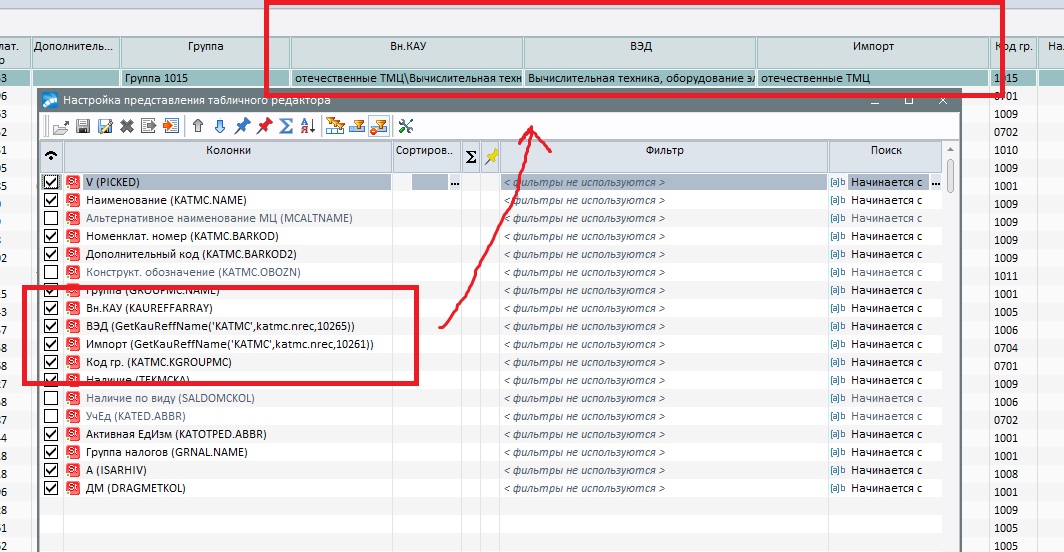 лат. Дополнитель... Группа Вн.КАУ ВЭД Импорт Код гр.
Группа 1015 отечественные ТМЦ\Вычислительная техн Вычислительная техника, оборудование эл отечественные ТМЦ 1015
0701
1009
0702
1010
1009
1001
1009
1009
1009
1009
1011
1009
1005
1006
0704
0701
1009
1006
0702
1001
1001
1008
1001
1009
1005
1005
Настройка представления табличного редактора
Колонки Сортиров... Σ Фильтр Поиск
V (PICKED) ... < фильтры не используются > [a]b Начинается с ...
Наименование (KATMC.NAME) < фильтры не используются > [a]b Начинается с
Альтернативное наименование МЦ (MCALTNAME) < фильтры не используются > [a]b Начинается с
Номенклат. номер (KATMC.BARKOD) < фильтры не используются > [a]b Начинается с
Дополнительный код (KATMC.BARKOD2) < фильтры не используются > [a]b Начинается с
Конструкт. обозначение (KATMC.OBOZN) < фильтры не используются > [a]b Начинается с
Группа (GROUPMC.NAME) < фильтры не используются > [a]b Начинается с
Вн.КАУ (KAUREFFARRAY) < фильтры не используются > [a]b Начинается с
ВЭД (GetKauReffName('KATMC',katmc.nrec,10265)) < фильтры не используются > [a]b Начинается с
Импорт (GetKauReffName('KATMC',katmc.nrec,10261)) < фильтры не используются > [a]b Начинается с
Код гр. (KATMC.KGROUPMC) < фильтры не используются > [a]b Начинается с
Наличие (TEKMCKA) < фильтры не используются > [a]b Начинается с
Наличие по виду (SALDOMCKOL) < фильтры не используются > [a]b Начинается с
УчЕд (KATED.ABBR) < фильтры не используются > [a]b Начинается с
Активная ЕдИзм (KATOTPED.ABBR) < фильтры не используются > [a]b Начинается с
Группа налогов (GRNAL.NAME) < фильтры не используются > [a]b Начинается с
А (ISARHIV) < фильтры не используются > [a]b Начинается с
ДМ (DRAGMETKOL) < фильтры не используются > [a]b Начинается с